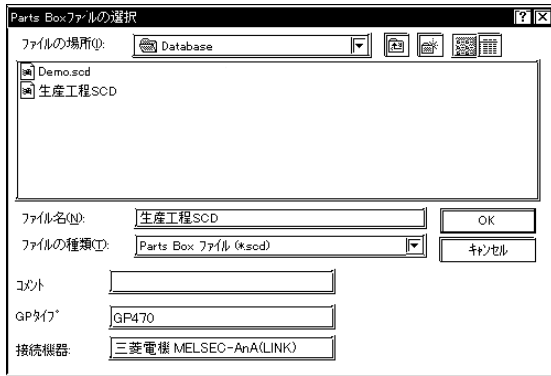 Parts Boxﾌｧｲﾙの選択
ﾌｧｲﾙの場所(I): Database
Demo.scd
生産工程SCD
ﾌｧｲﾙ名(N): 生産工程SCD OK
ﾌｧｲﾙの種類(T): Parts Box ﾌｧｲﾙ (*.scd) ｷｬﾝｾﾙ
ｺﾒﾝﾄ
GPﾀｲﾌﾟ GP470
接続機器: 三菱電機 MELSEC-AnA(LINK)